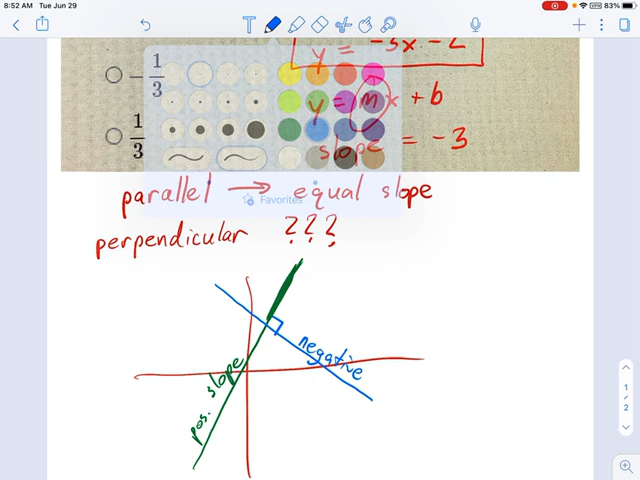 8:52 AM Tue Jun 29
83%
y = -3x - 2
- 1/3
y = mx + b
1/3
slope = -3
parallel → equal slope
Favorites
perpendicular ???
negative
pos. slope
1/2